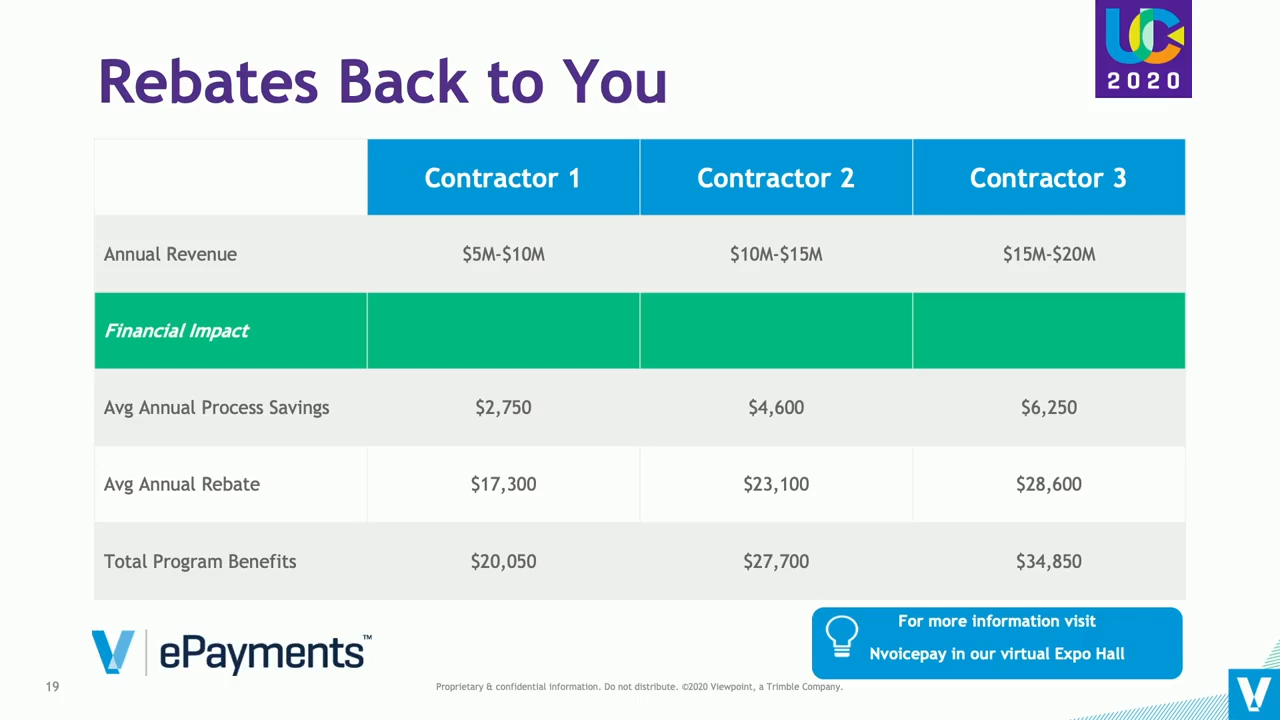 UC
2020
Rebates Back to You
Contractor 1 Contractor 2 Contractor 3
Annual Revenue $5M-$10M $10M-$15M $15M-$20M
Financial Impact
Avg Annual Process Savings $2,750 $4,600 $6,250
Avg Annual Rebate $17,300 $23,100 $28,600
Total Program Benefits $20,050 $27,700 $34,850
For more information visit
Nvoicepay in our virtual Expo Hall
V ePayments™
19
Proprietary & confidential information. Do not distribute. ©2020 Viewpoint, a Trimble Company.
V